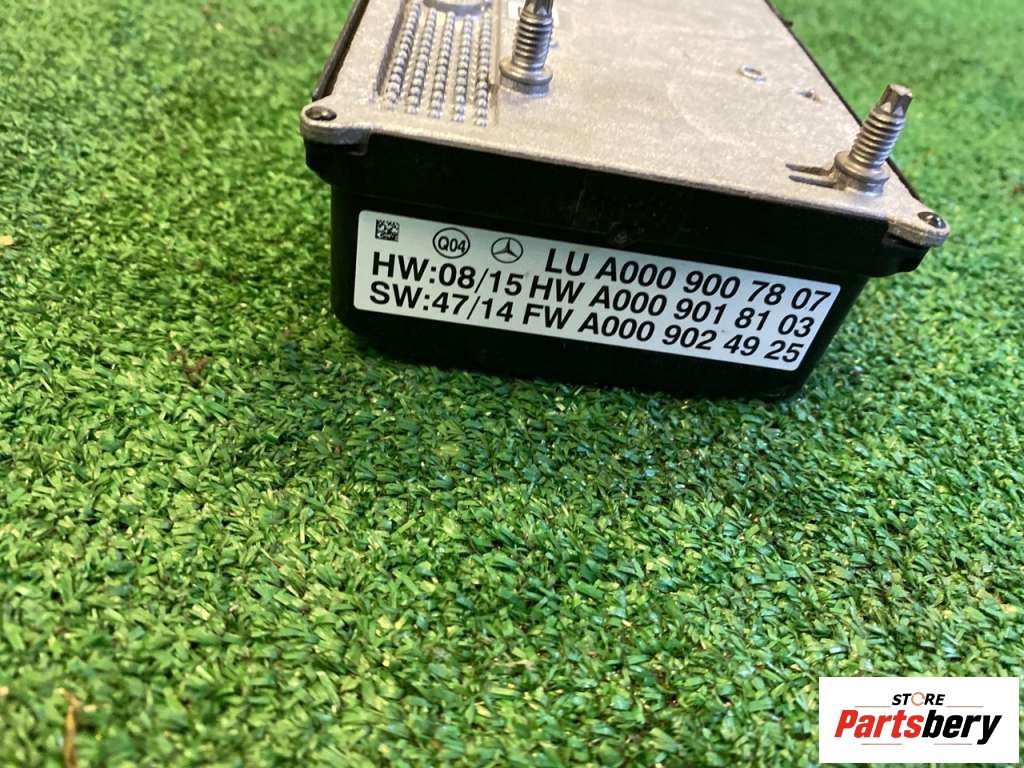 Q04 LU A000 900 78 07
HW:08/15 HW A000 901 81 03
SW:47/14 FW A000 902 49 25
STORE
Partsbery